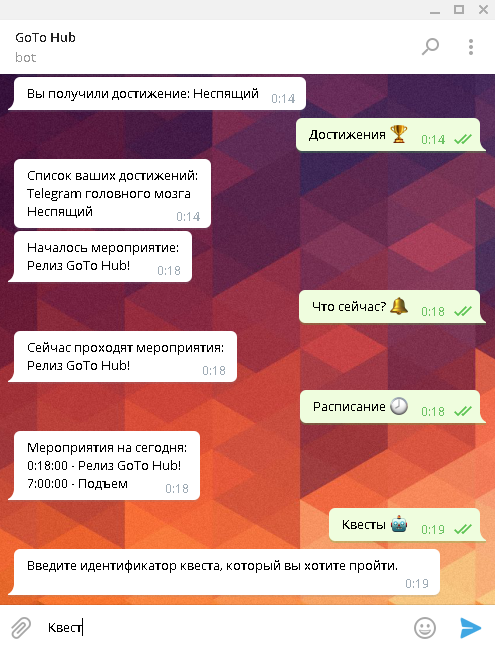 GoTo Hub
bot
Вы получили достижение: Неспящий 0:14
Достижения 🏆 0:14
Список ваших достижений:
Telegram головного мозга
Неспящий 0:14
Началось мероприятие:
Релиз GoTo Hub! 0:18
Что сейчас? 🔔 0:18
Сейчас проходят мероприятия:
Релиз GoTo Hub! 0:18
Расписание 🕗 0:18
Мероприятия на сегодня:
0:18:00 - Релиз GoTo Hub!
7:00:00 - Подъем 0:18
Квесты 🤖 0:19
Введите идентификатор квеста, который вы хотите пройти.
0:19
Квест